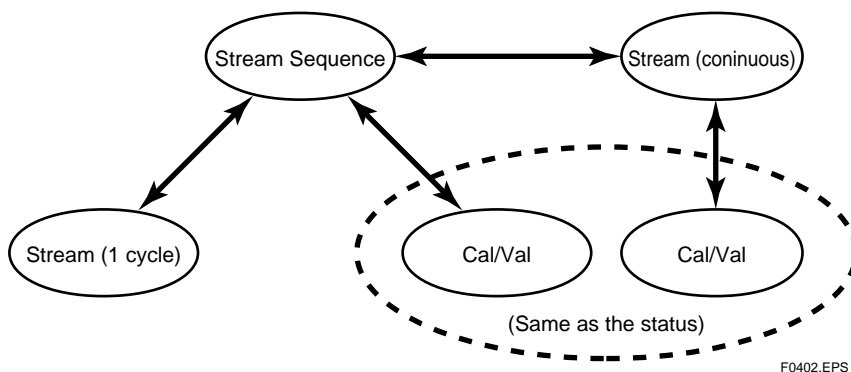 Stream Sequence
Stream (coninuous)
Stream (1 cycle)
Cal/Val
Cal/Val
(Same as the status)
F0402.EPS